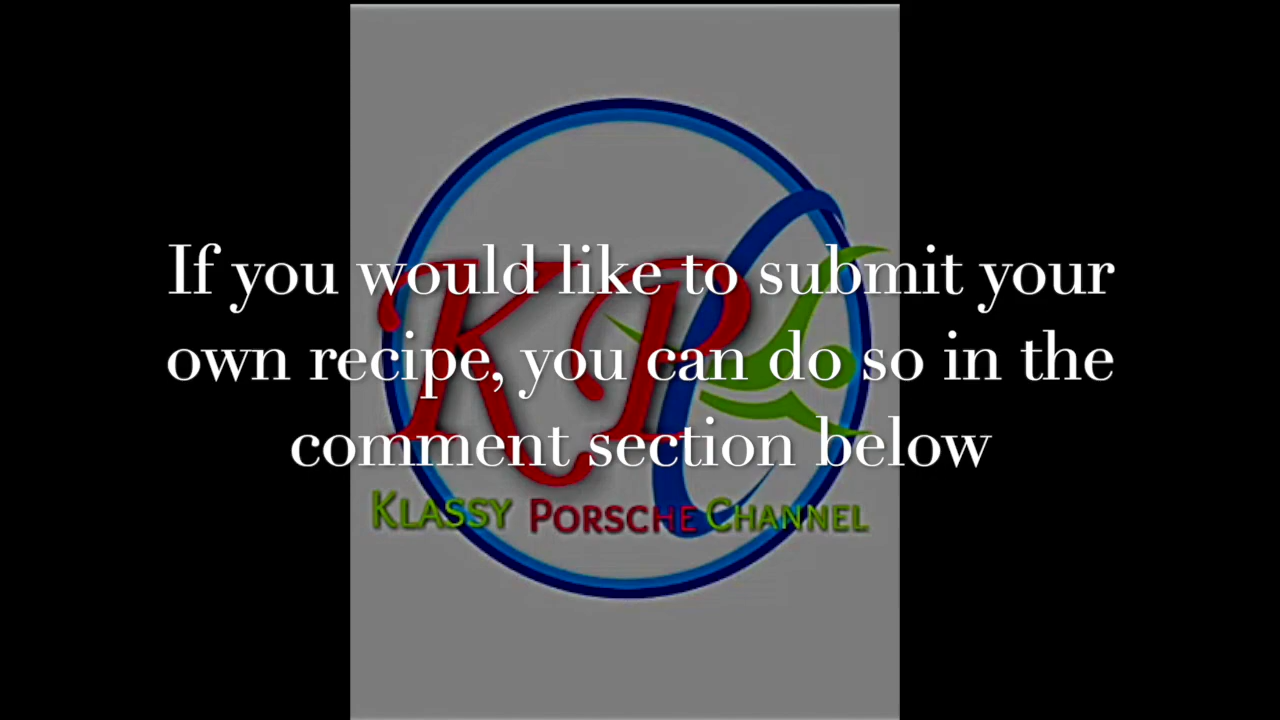 If you would like to submit your
own recipe, you can do so in the
comment section below
KPC
KLASSY PORSCHE CHANNEL